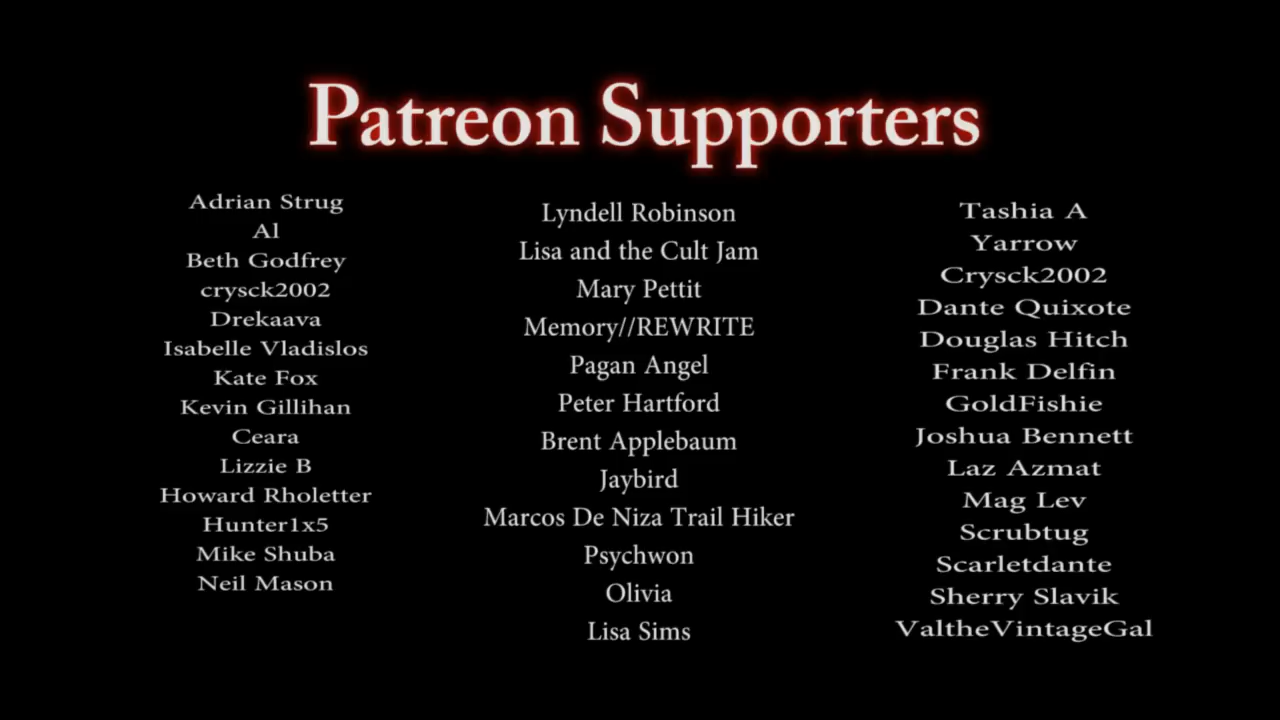 Patreon Supporters
Adrian Strug
Al
Beth Godfrey
crysck2002
Drekaava
Isabelle Vladislos
Kate Fox
Kevin Gillihan
Ceara
Lizzie B
Howard Rholetter
Hunter1x5
Mike Shuba
Neil Mason
Lyndell Robinson
Lisa and the Cult Jam
Mary Pettit
Memory//REWRITE
Pagan Angel
Peter Hartford
Brent Applebaum
Jaybird
Marcos De Niza Trail Hiker
Psychwon
Olivia
Lisa Sims
Tashia A
Yarrow
Crysck2002
Dante Quixote
Douglas Hitch
Frank Delfin
GoldFishie
Joshua Bennett
Laz Azmat
Mag Lev
Scrubtug
Scarletdante
Sherry Slavik
ValtheVintageGal